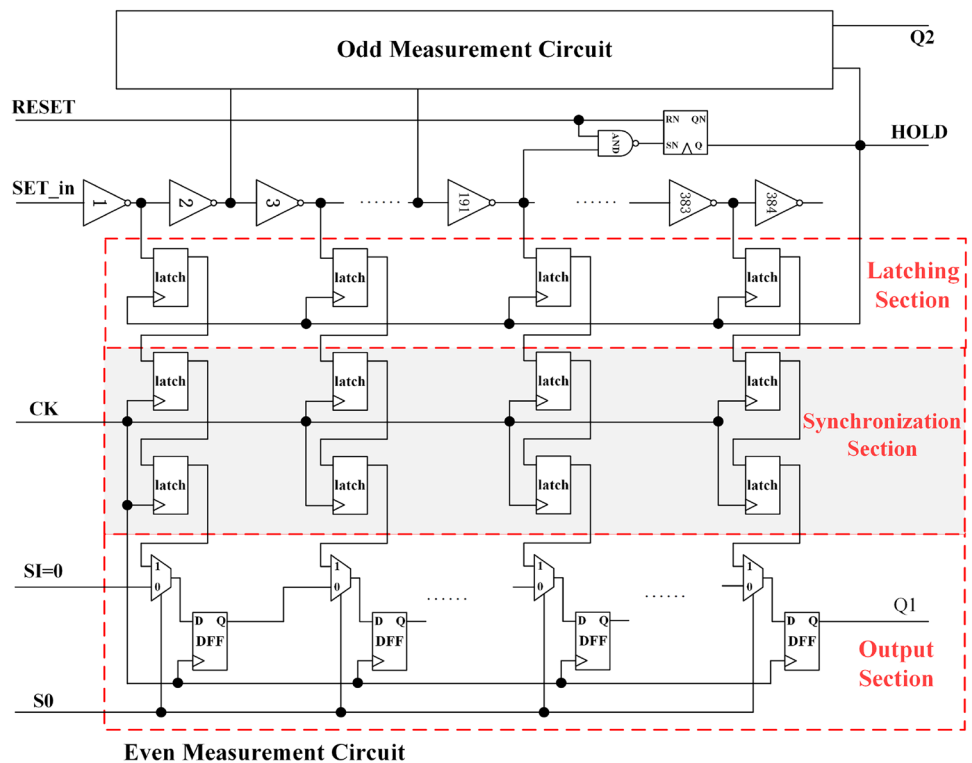 Odd Measurement Circuit
Q2
RESET
RN QN
AND
SN Q
HOLD
SET_in
1
2
3
......
191
......
383
384
latch
latch
latch
latch
Latching
Section
latch
latch
latch
latch
CK
Synchronization
Section
latch
latch
latch
latch
SI=0
1
0
1
0
......
1
0
......
1
0
D Q
DFF
D Q
DFF
D Q
DFF
D Q
DFF
Q1
Output
Section
S0
Even Measurement Circuit